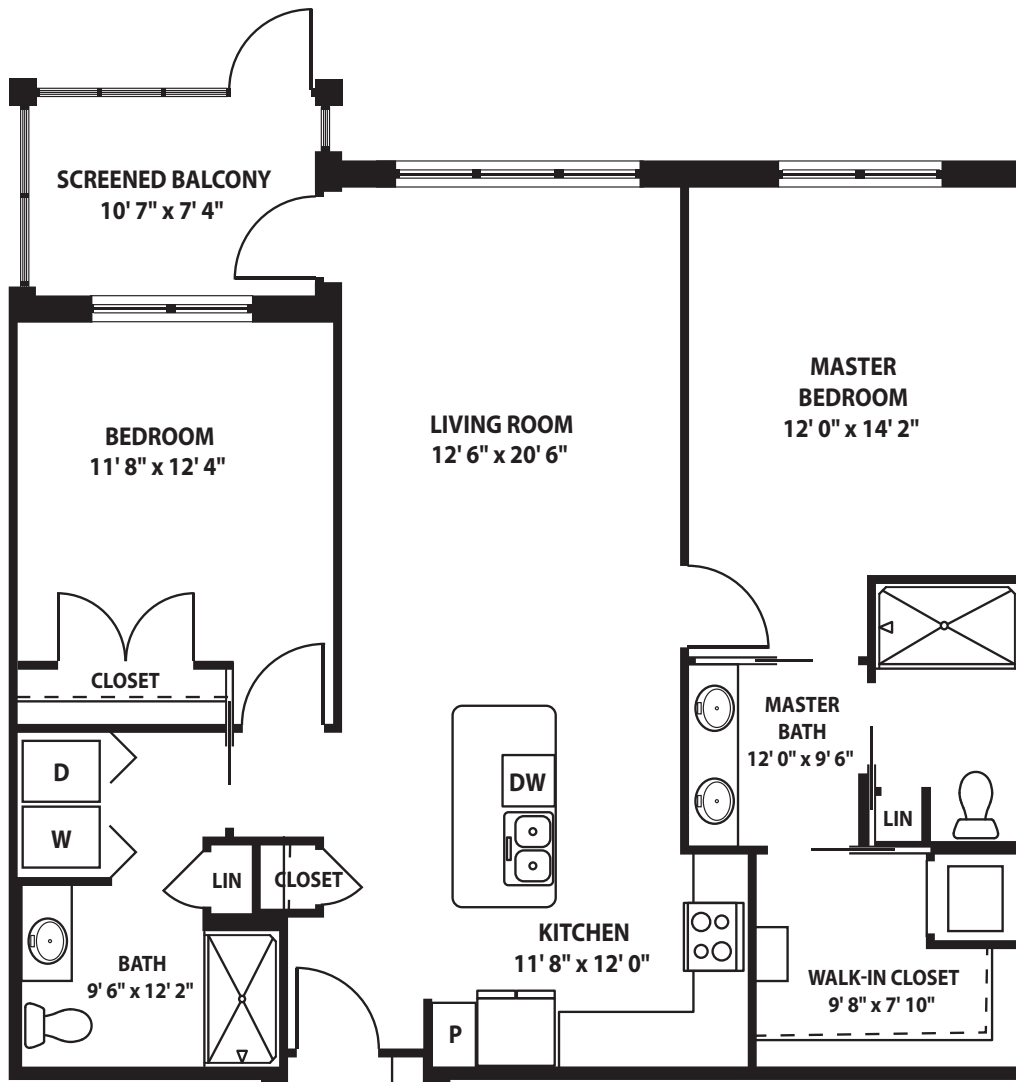 SCREENED BALCONY
10' 7" x 7' 4"
MASTER
BEDROOM
12' 0" x 14' 2"
LIVING ROOM
12' 6" x 20' 6"
BEDROOM
11' 8" x 12' 4"
CLOSET
MASTER
BATH
12' 0" x 9' 6"
D
DW
W
LIN
LIN
CLOSET
KITCHEN
11' 8" x 12' 0"
BATH
9' 6" x 12' 2"
WALK-IN CLOSET
9' 8" x 7' 10"
P